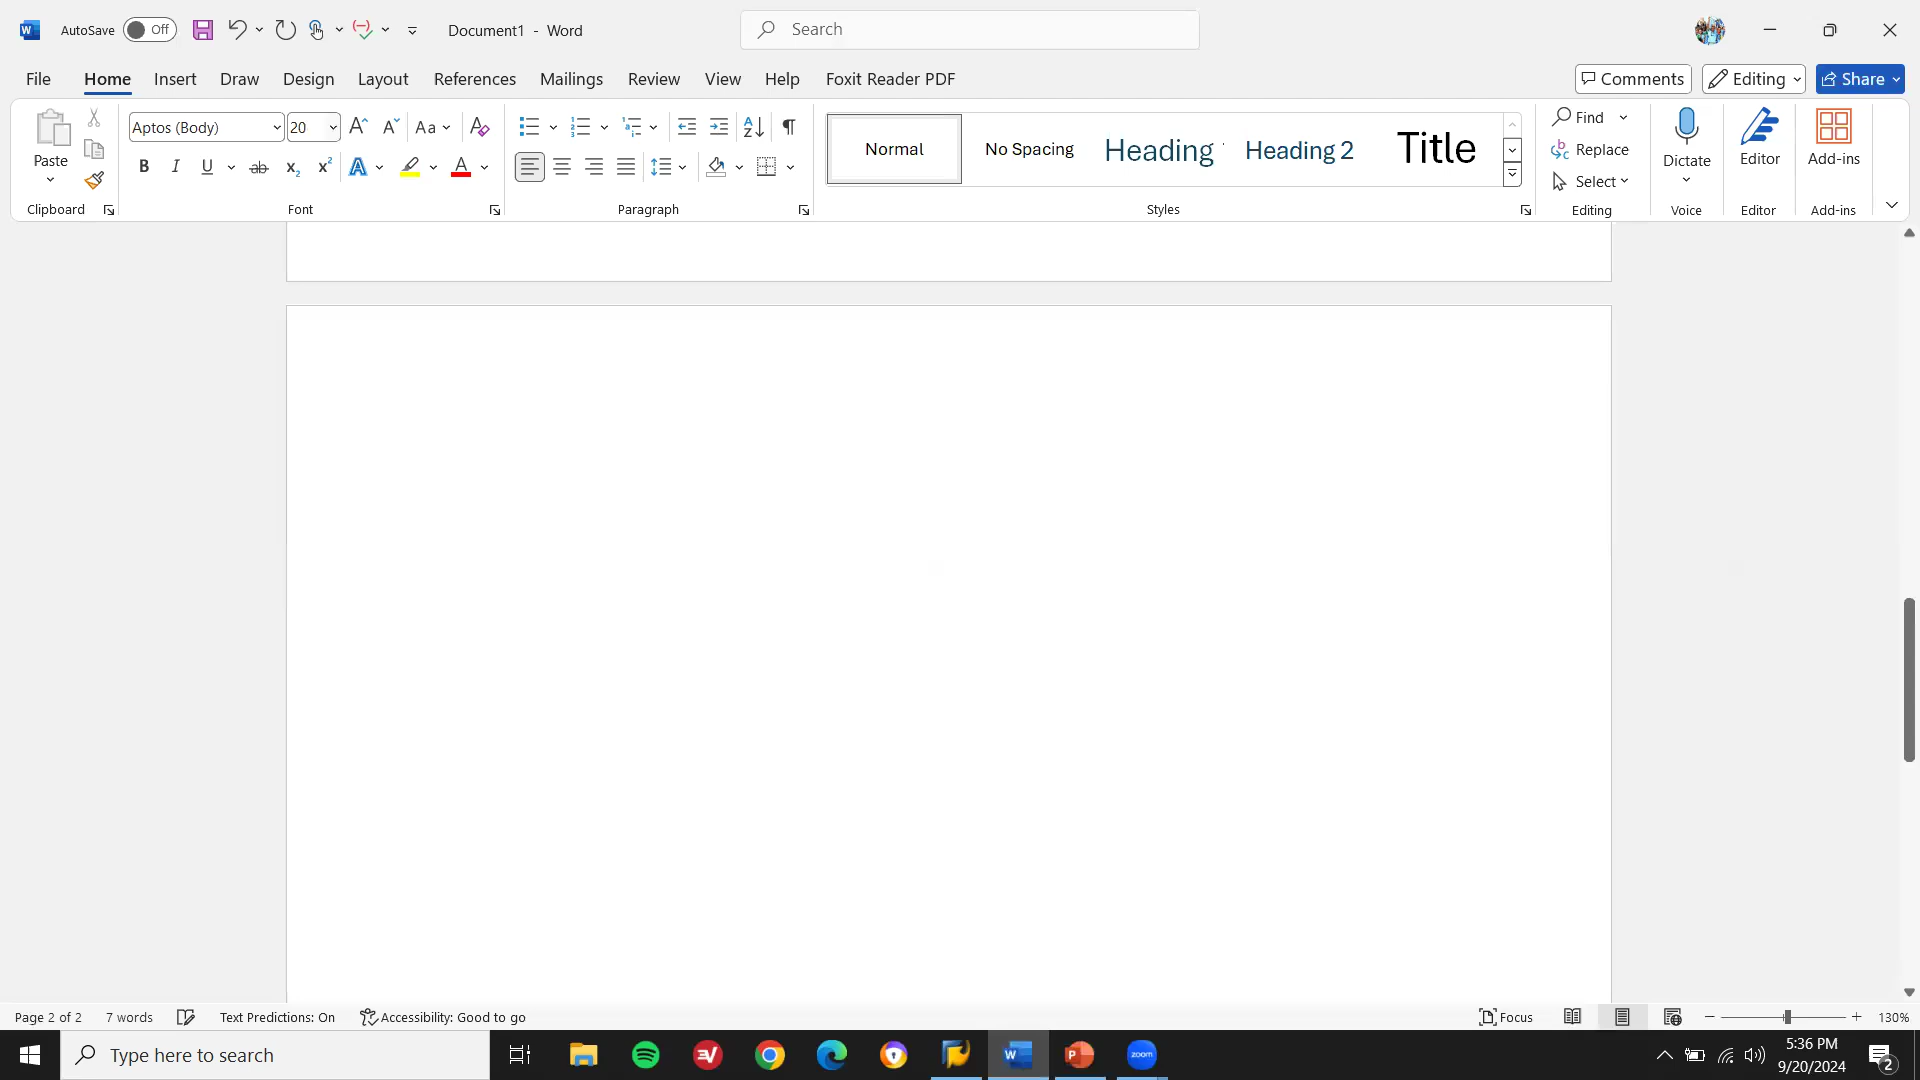 AutoSave Off Document1 - Word Search
File Home Insert Draw Design Layout References Mailings Review View Help Foxit Reader PDF Comments Editing Share
Paste Aptos (Body) 20 Aa Normal No Spacing Heading Heading 2 Title Find Replace Select Dictate Editor Add-ins
Clipboard Font Paragraph Styles Editing Voice Editor Add-ins
Page 2 of 2 7 words Text Predictions: On Accessibility: Good to go Focus 130%
Type here to search zoom 5:36 PM
9/20/2024 2